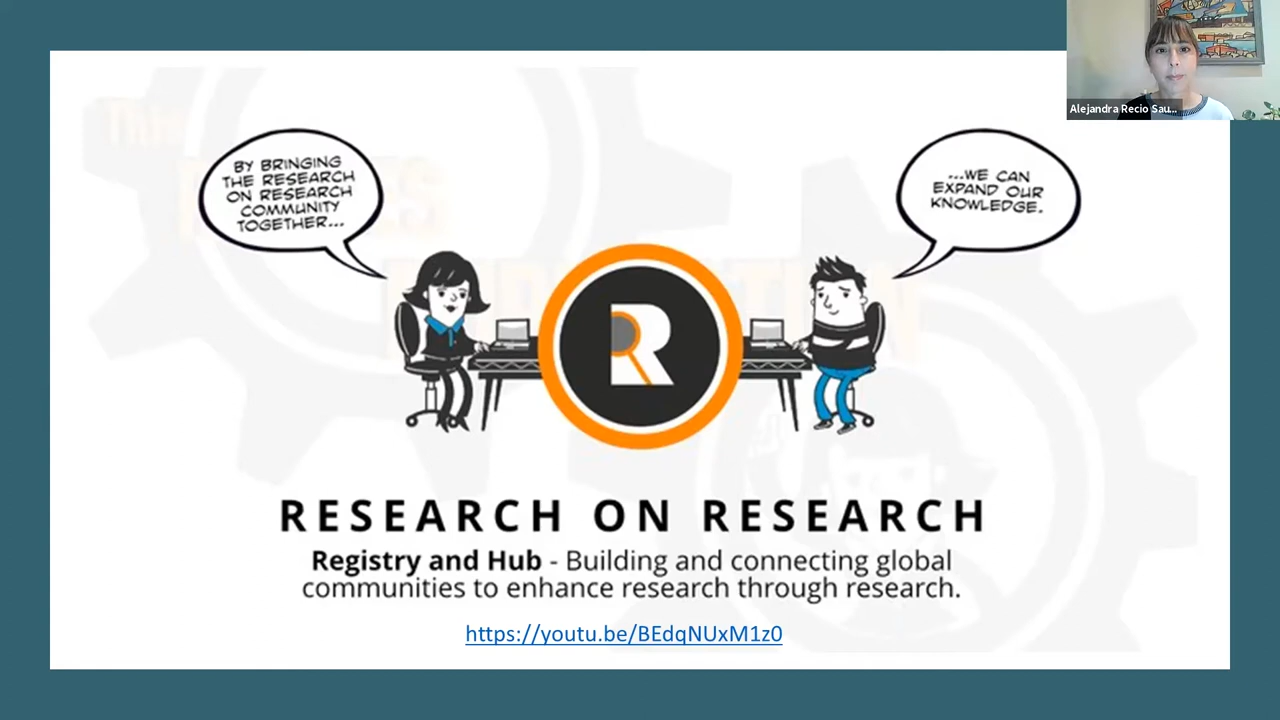 Alejandra Recio Sau...
BY BRINGING
THE RESEARCH
ON RESEARCH
COMMUNITY
TOGETHER...
...WE CAN
EXPAND OUR
KNOWLEDGE.
R
RESEARCH ON RESEARCH
Registry and Hub - Building and connecting global
communities to enhance research through research.
https://youtu.be/BEdqNUxM1z0